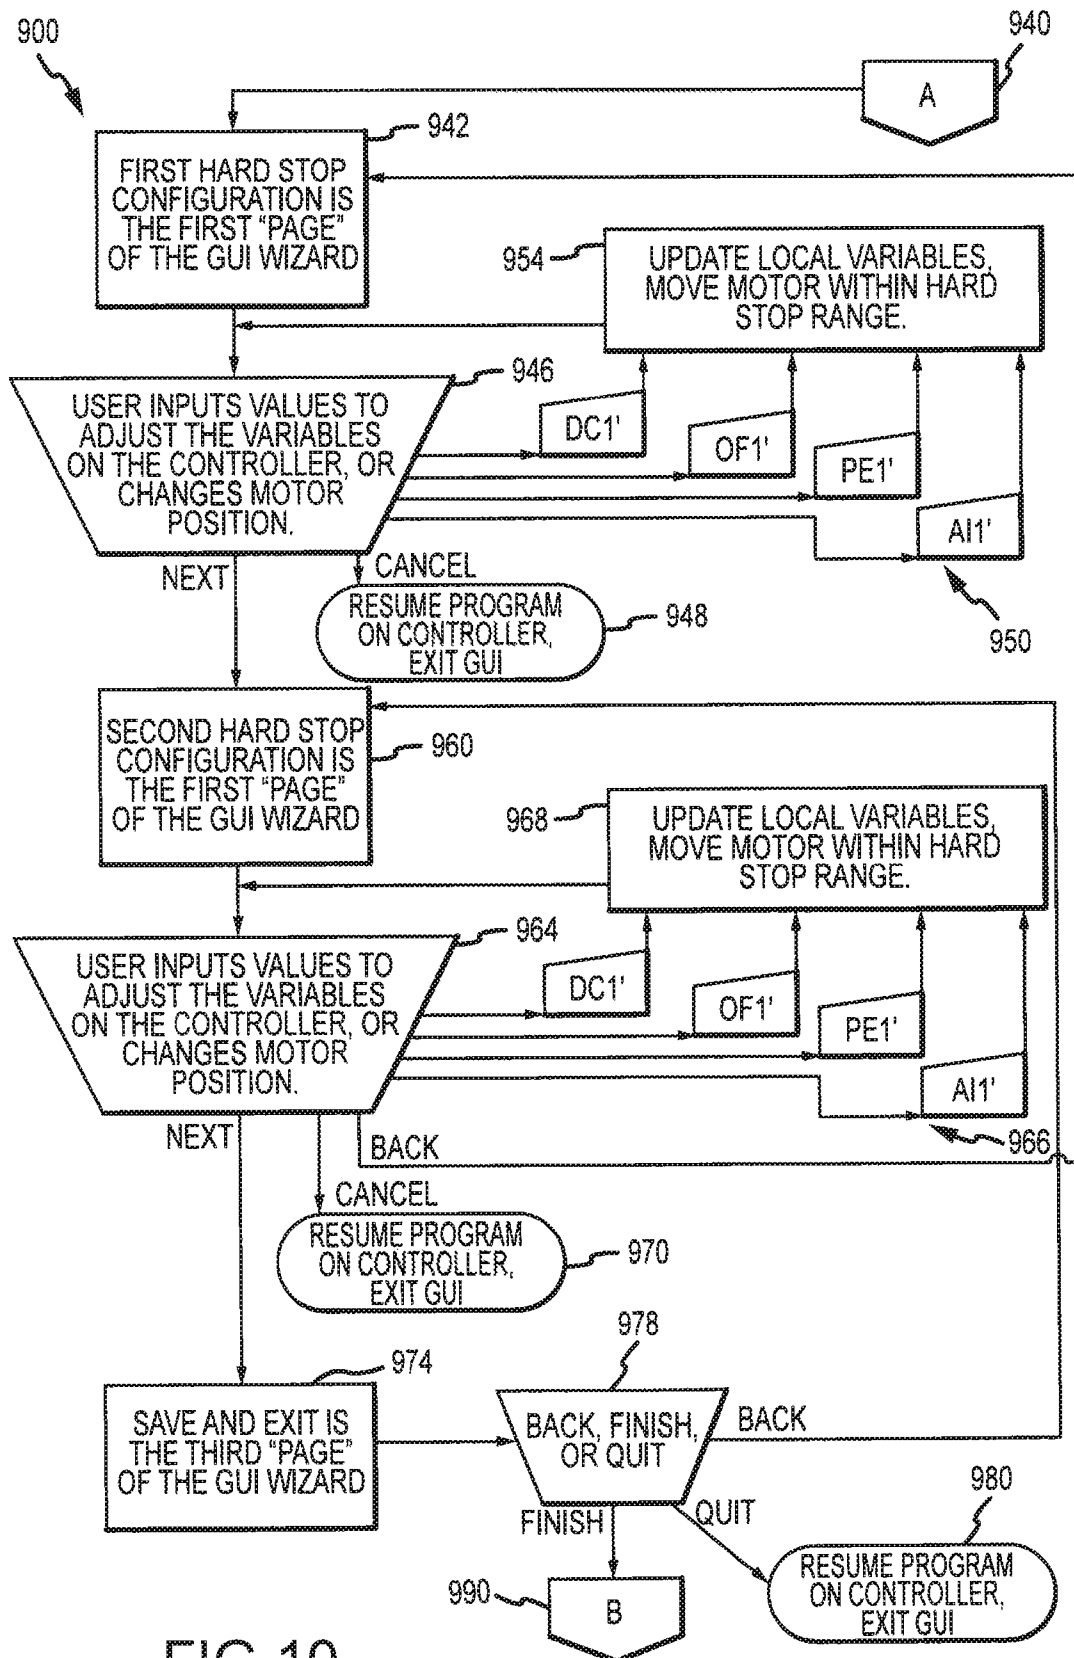 900
940
A
942
FIRST HARD STOP
CONFIGURATION IS
THE FIRST "PAGE"
OF THE GUI WIZARD
954
UPDATE LOCAL VARIABLES,
MOVE MOTOR WITHIN HARD
STOP RANGE.
946
USER INPUTS VALUES TO
ADJUST THE VARIABLES
ON THE CONTROLLER, OR
CHANGES MOTOR
POSITION.
DC1'
OF1'
PE1'
AI1'
950
NEXT
CANCEL
RESUME PROGRAM
ON CONTROLLER,
EXIT GUI
948
SECOND HARD STOP
CONFIGURATION IS
THE FIRST "PAGE"
OF THE GUI WIZARD
960
968
UPDATE LOCAL VARIABLES,
MOVE MOTOR WITHIN HARD
STOP RANGE.
964
USER INPUTS VALUES TO
ADJUST THE VARIABLES
ON THE CONTROLLER, OR
CHANGES MOTOR
POSITION.
DC1'
OF1'
PE1'
AI1'
966
NEXT
BACK
CANCEL
RESUME PROGRAM
ON CONTROLLER,
EXIT GUI
970
974
SAVE AND EXIT IS
THE THIRD "PAGE"
OF THE GUI WIZARD
978
BACK, FINISH,
OR QUIT
BACK
FINISH
QUIT
980
RESUME PROGRAM
ON CONTROLLER,
EXIT GUI
990
B